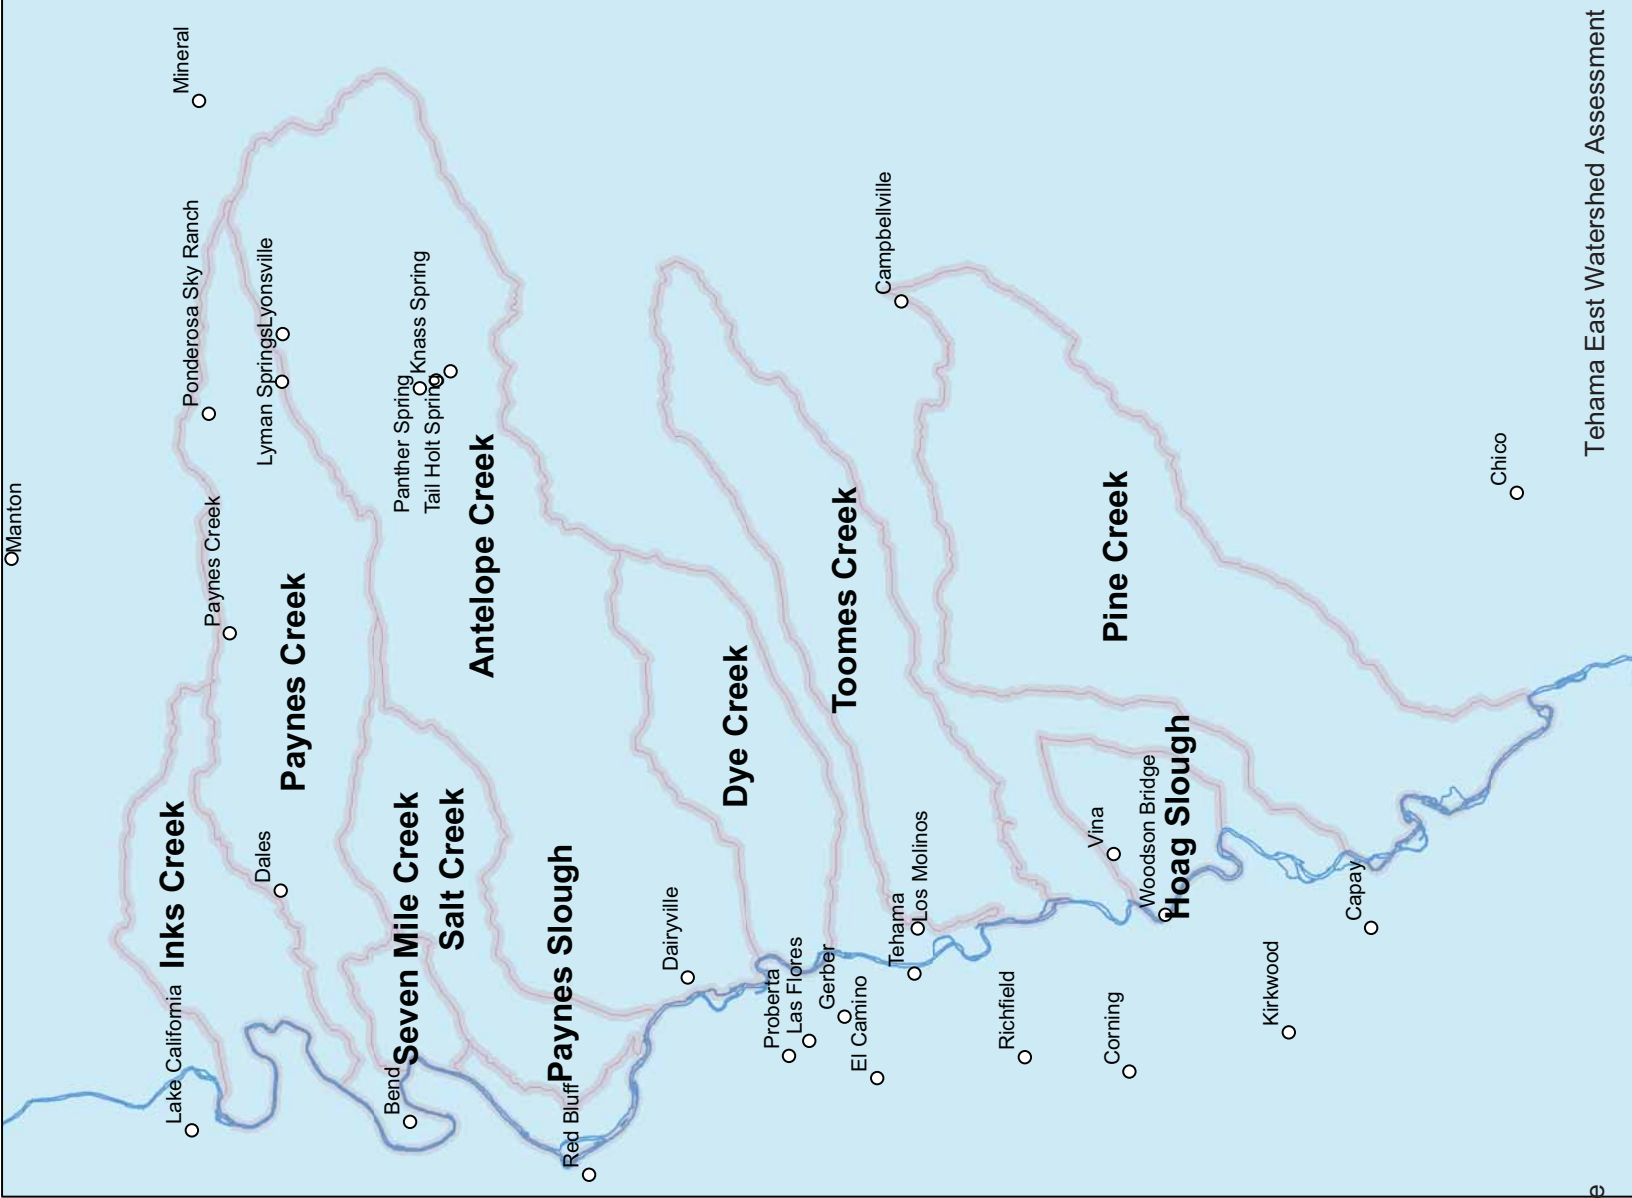 Manton
Mineral
Ponderosa Sky Ranch
Paynes Creek
Lyman Springs
Lyonsville
Panther Spring
Tail Holt Spring
Knass Spring
Inks Creek
Paynes Creek
Dales
Lake California
Seven Mile Creek
Salt Creek
Antelope Creek
Bend
Paynes Slough
Red Bluff
Dairyville
Dye Creek
Proberta
Las Flores
Gerber
El Camino
Toomes Creek
Campbellville
Tehama
Los Molinos
Richfield
Corning
Vina
Woodson Bridge
Hoag Slough
Pine Creek
Kirkwood
Capay
Chico
Tehama East Watershed Assessment
e